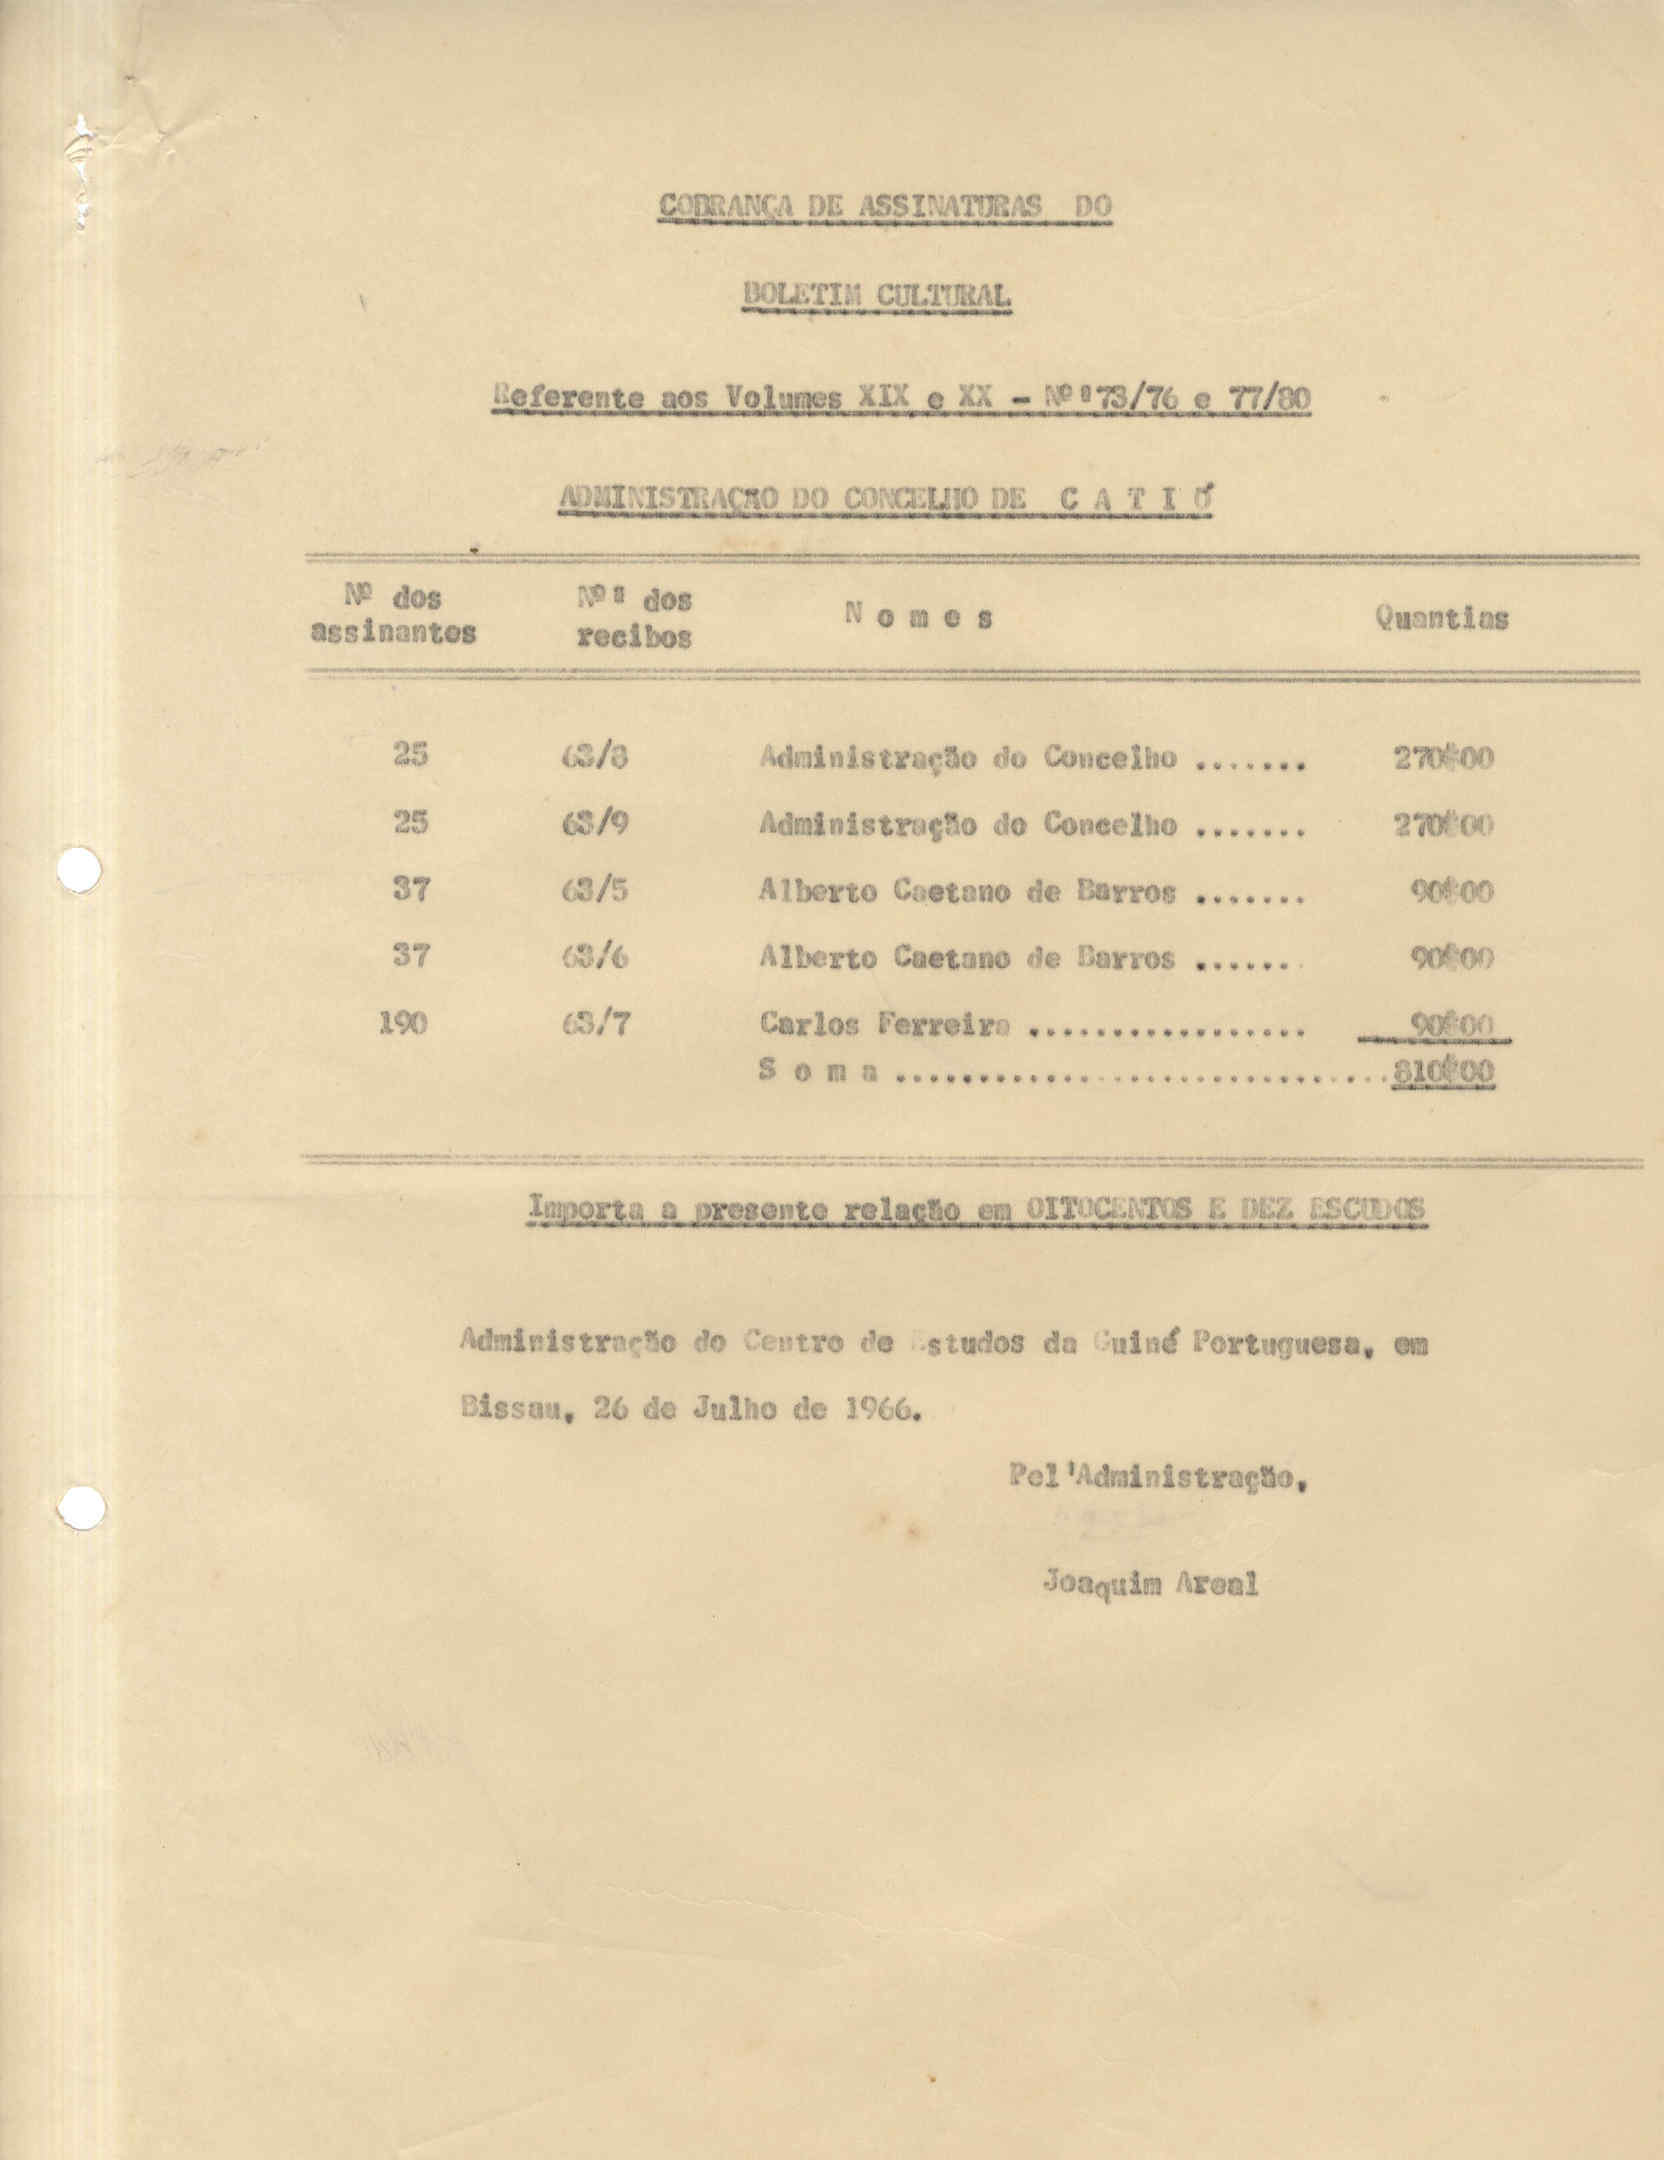 COBRANÇA DE ASSINATURAS DO
BOLETIM CULTURAL
Referente aos Volumes XIX e XX - Nºs 73/76 e 77/80
ADMINISTRAÇÃO DO CONCELHO DE C A T I Ó
Nº dos assinantes Nºs dos recibos N o m e s Quantias
25 63/8 Administração do Concelho ....... 270$00
25 63/9 Administração do Concelho ....... 270$00
37 63/5 Alberto Caetano de Barros ....... 90$00
37 63/6 Alberto Caetano de Barros ...... 90$00
190 63/7 Carlos Ferreira ................. 90$00
S o m a ..............................810$00
Importa a presente relação em OITOCENTOS E DEZ ESCUDOS
Administração do Centro de Estudos da Guiné Portuguesa, em
Bissau, 26 de Julho de 1966.
Pel'Administração,
Joaquim Areal